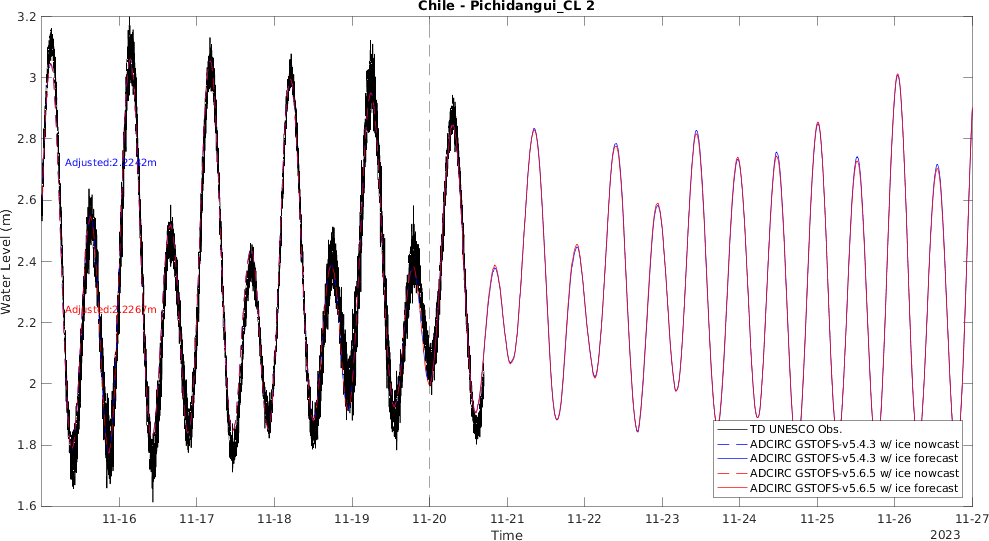 Chile - Pichidangui_CL 2
3.2
3
2.8
2.6
2.4
2.2
2
1.8
1.6
Water Level (m)
Adjusted:2.2242m
Adjusted:2.2267m
TD UNESCO Obs.
ADCIRC GSTOFS-v5.4.3 w/ ice nowcast
ADCIRC GSTOFS-v5.4.3 w/ ice forecast
ADCIRC GSTOFS-v5.6.5 w/ ice nowcast
ADCIRC GSTOFS-v5.6.5 w/ ice forecast
11-16 11-17 11-18 11-19 11-20 11-21 11-22 11-23 11-24 11-25 11-26 11-27
Time
2023